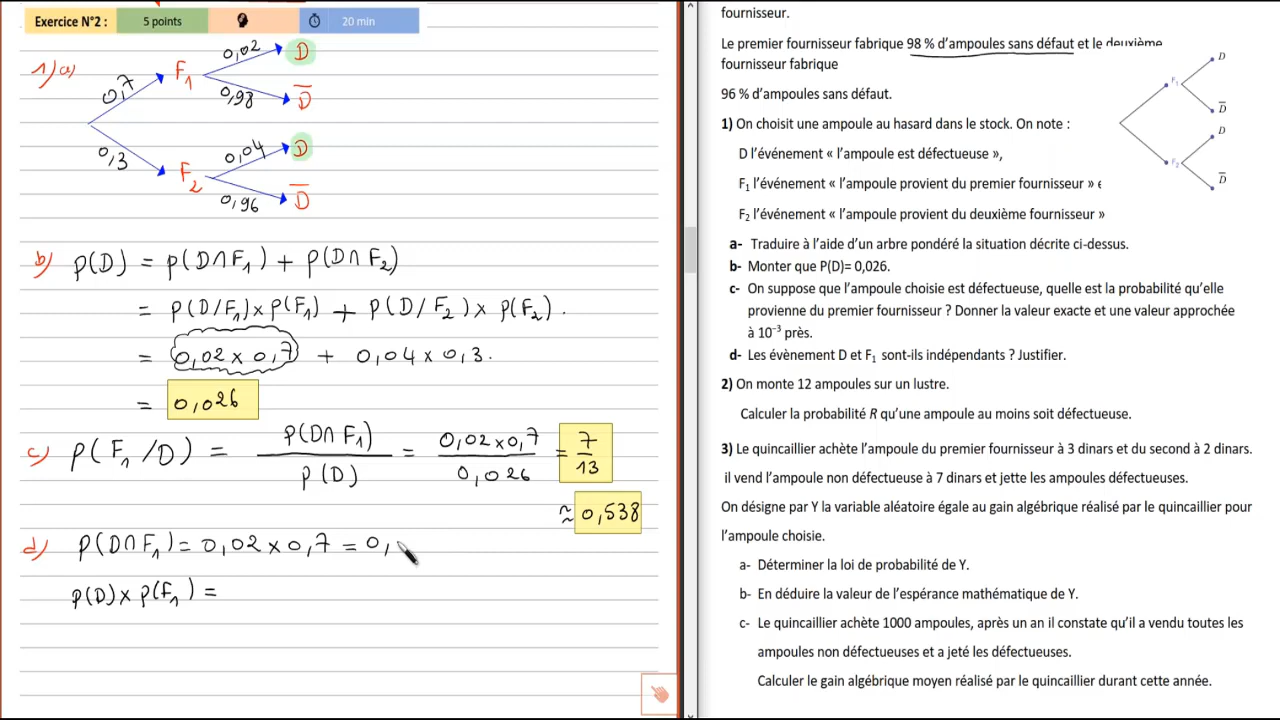 Exercice N°2 :
5 points
20 min
1) a)
0,7
F₁
0,02
D
0,98
D̅
0,3
F₂
0,04
D
0,96
D̅
b) p(D) = p(D∩F₁) + p(D∩F₂)
= p(D/F₁)×p(F₁) + p(D/F₂)× p(F₂).
= 0,02×0,7 + 0,04×0,3.
= 0,026
c) p(F₁/D) = p(D∩F₁) / p(D) = 0,02×0,7 / 0,026 = 7/13
≈ 0,538
d) p(D∩F₁) = 0,02×0,7 = 0,
p(D)× p(F₁) =
fournisseur.
Le premier fournisseur fabrique 98 % d’ampoules sans défaut et le deuxième
fournisseur fabrique
96 % d’ampoules sans défaut.
1) On choisit une ampoule au hasard dans le stock. On note :
D l’événement « l’ampoule est défectueuse »,
F₁ l’événement « l’ampoule provient du premier fournisseur » e
F₂ l’événement « l’ampoule provient du deuxième fournisseur »
F₁
D
D̅
F₂
D
D̅
a- Traduire à l’aide d’un arbre pondéré la situation décrite ci-dessus.
b- Monter que P(D)= 0,026.
c- On suppose que l’ampoule choisie est défectueuse, quelle est la probabilité qu’elle
provienne du premier fournisseur ? Donner la valeur exacte et une valeur approchée
à 10⁻³ près.
d- Les évènement D et F₁ sont-ils indépendants ? Justifier.
2) On monte 12 ampoules sur un lustre.
Calculer la probabilité R qu’une ampoule au moins soit défectueuse.
3) Le quincaillier achète l’ampoule du premier fournisseur à 3 dinars et du second à 2 dinars.
il vend l’ampoule non défectueuse à 7 dinars et jette les ampoules défectueuses.
On désigne par Y la variable aléatoire égale au gain algébrique réalisé par le quincaillier pour
l’ampoule choisie.
a- Déterminer la loi de probabilité de Y.
b- En déduire la valeur de l’espérance mathématique de Y.
c- Le quincaillier achète 1000 ampoules, après un an il constate qu’il a vendu toutes les
ampoules non défectueuses et a jeté les défectueuses.
Calculer le gain algébrique moyen réalisé par le quincaillier durant cette année.